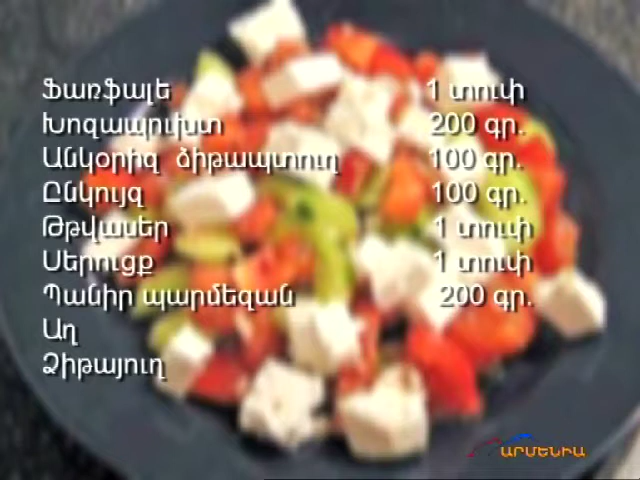 Ֆառֆալե 1 տուփ
Խոզապուխտ 200 գր.
Անկօրիզ ձիթապտուղ 100 գր.
Ընկույզ 100 գր.
Թթվասեր 1 տուփ
Սերուցք 1 տուփ
Պանիր պարմեզան 200 գր.
Աղ
Ձիթայուղ
ԱՐՄԵՆԻԱ